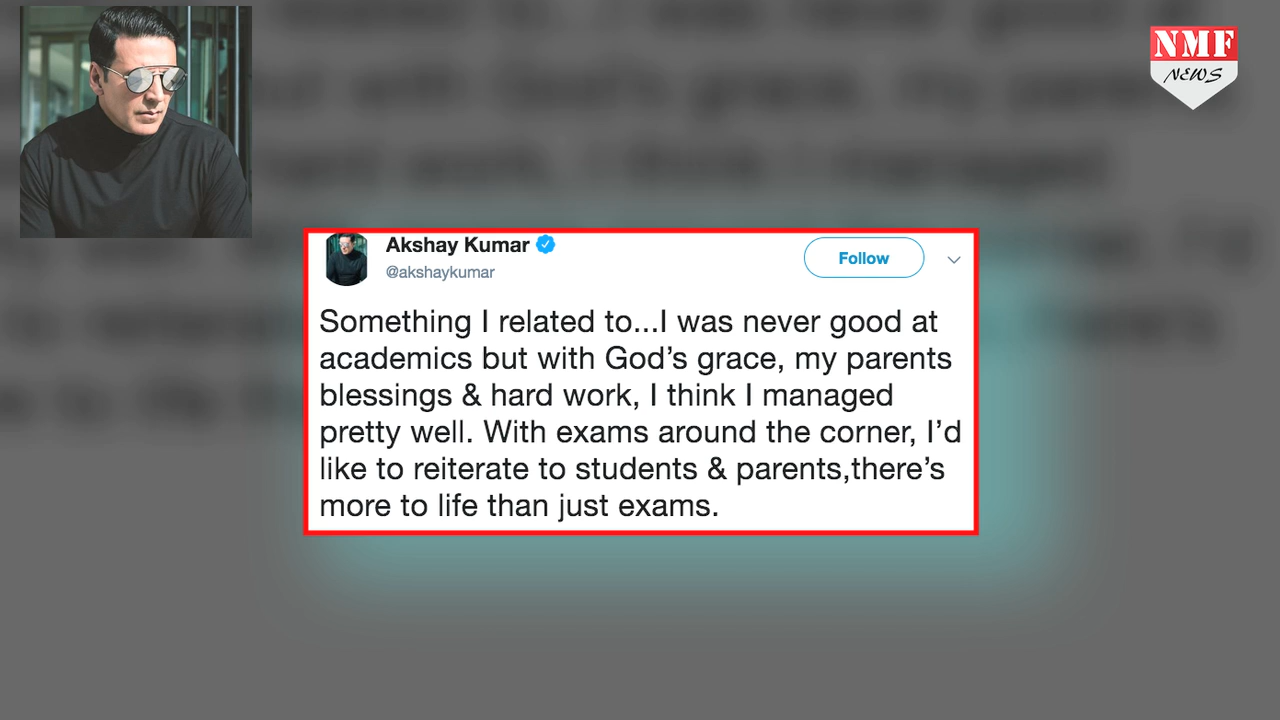 NMF
NEWS
Akshay Kumar
@akshaykumar
Follow
Something I related to...I was never good at
academics but with God’s grace, my parents
blessings & hard work, I think I managed
pretty well. With exams around the corner, I’d
like to reiterate to students & parents,there’s
more to life than just exams.